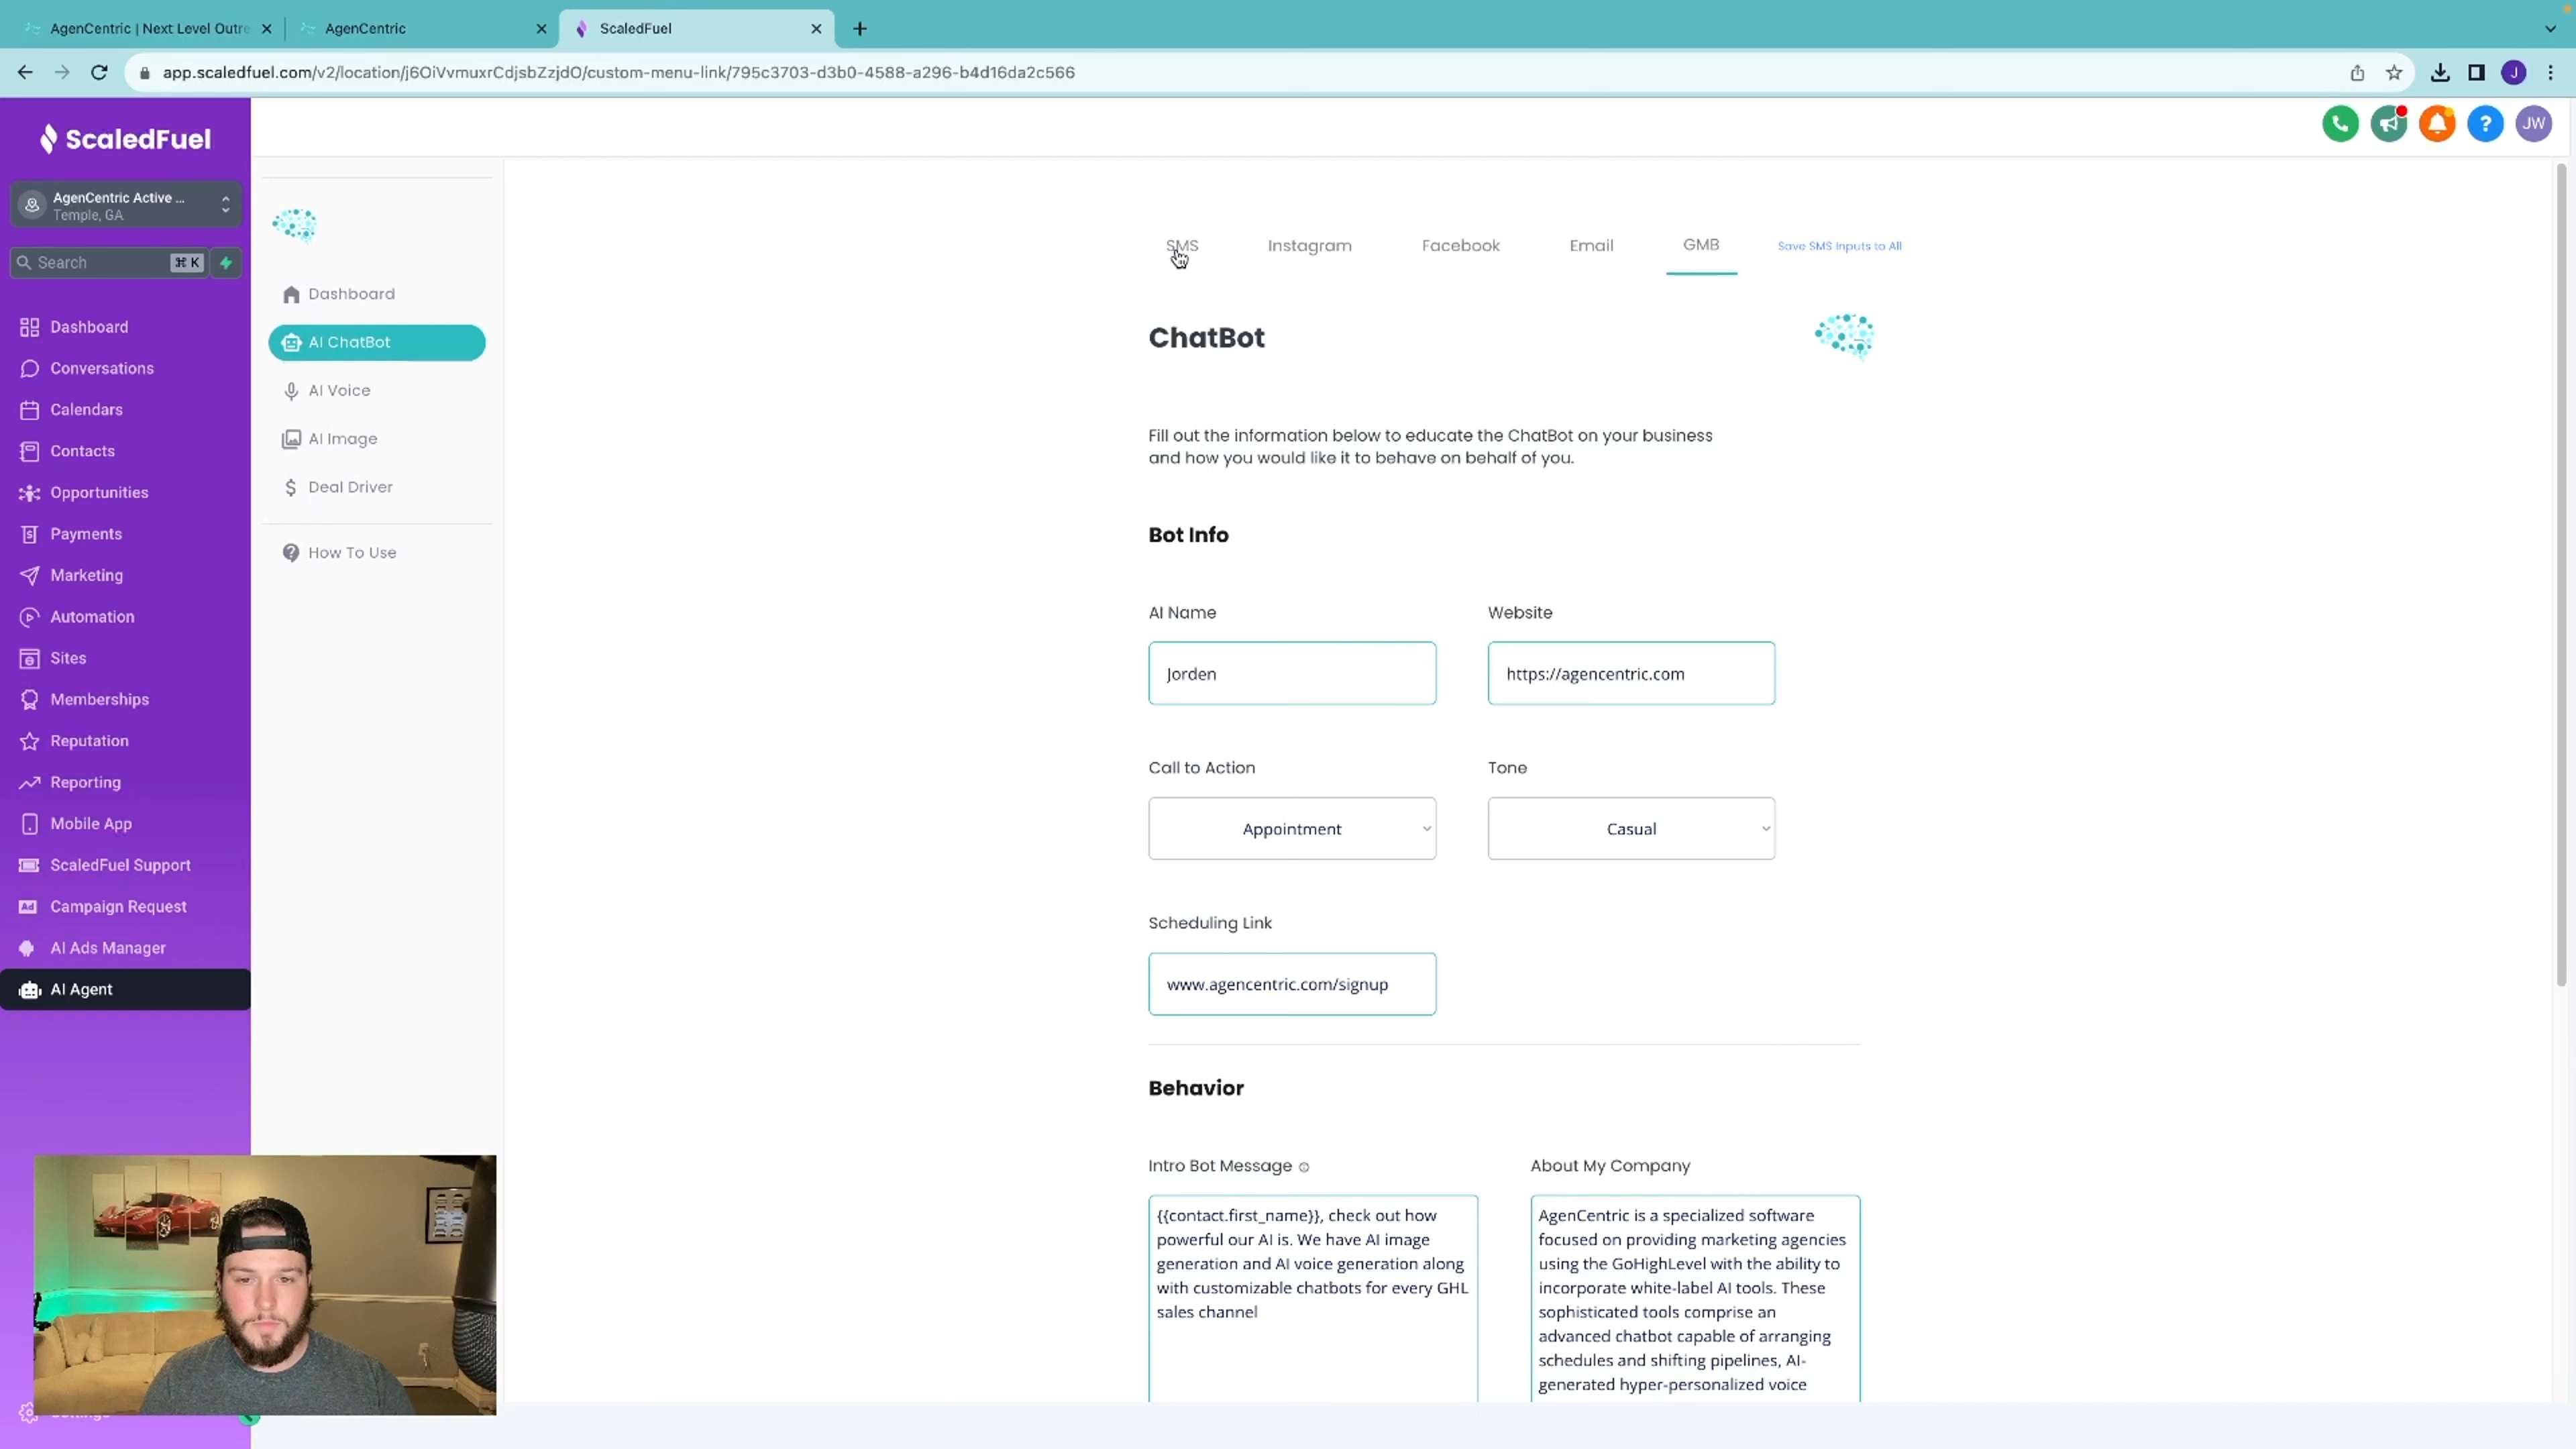 AgenCentric | Next Level Outre
AgenCentric
ScaledFuel
app.scaledfuel.com/v2/location/j6OiVvmuxrCdjsbZzjdO/custom-menu-link/795c3703-d3b0-4588-a296-b4d16da2c566
J
ScaledFuel
JW
AgenCentric Active ...
Temple, GA
Search
⌘ K
Dashboard
Conversations
Calendars
Contacts
Opportunities
Payments
Marketing
Automation
Sites
Memberships
Reputation
Reporting
Mobile App
ScaledFuel Support
Ad
Campaign Request
AI Ads Manager
AI Agent
Dashboard
AI ChatBot
AI Voice
AI Image
Deal Driver
How To Use
SMS
Instagram
Facebook
Email
GMB
Save SMS Inputs to All
ChatBot
Fill out the information below to educate the ChatBot on your business
and how you would like it to behave on behalf of you.
Bot Info
AI Name
Website
Jorden
https://agencentric.com
Call to Action
Tone
Appointment
Casual
Scheduling Link
www.agencentric.com/signup
Behavior
Intro Bot Message
{{contact.first_name}}, check out how
powerful our AI is. We have AI image
generation and AI voice generation along
with customizable chatbots for every GHL
sales channel
About My Company
AgenCentric is a specialized software
focused on providing marketing agencies
using the GoHighLevel with the ability to
incorporate white-label AI tools. These
sophisticated tools comprise an
advanced chatbot capable of arranging
schedules and shifting pipelines, AI-
generated hyper-personalized voice